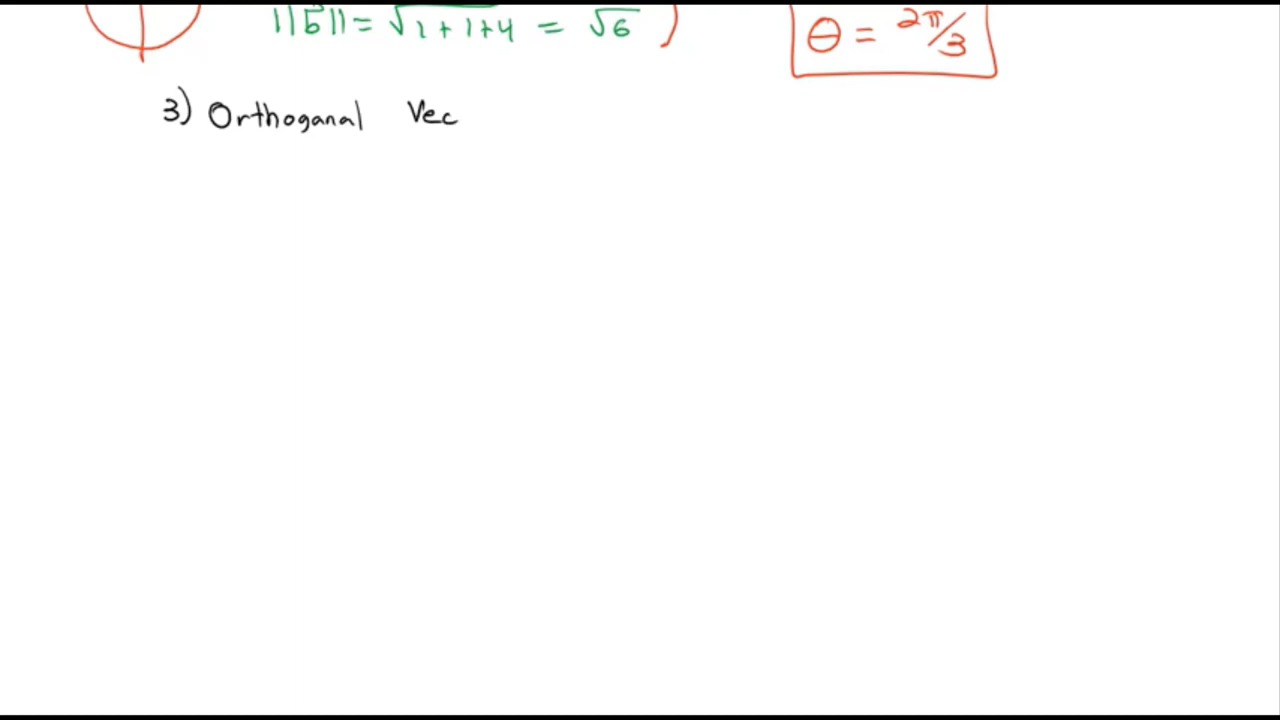 ||b⃗|| = √1+1+4 = √6 )
θ = 2π/3
3) Orthoganal Vec